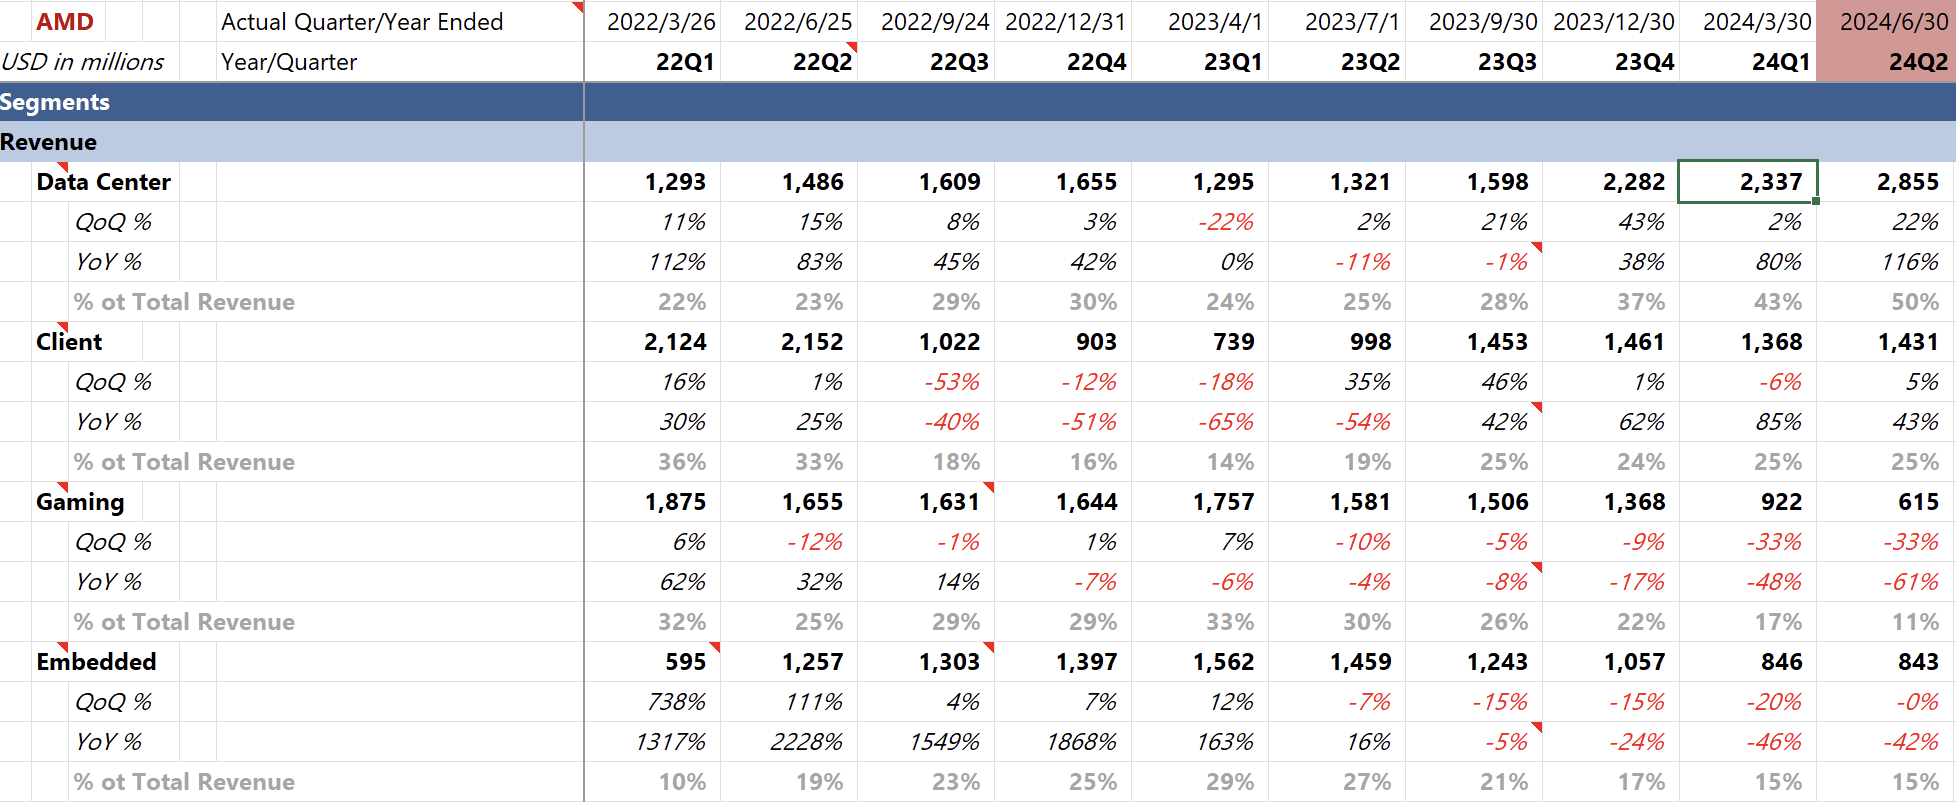 AMD Actual Quarter/Year Ended 2022/3/26 2022/6/25 2022/9/24 2022/12/31 2023/4/1 2023/7/1 2023/9/30 2023/12/30 2024/3/30 2024/6/30
USD in millions Year/Quarter 22Q1 22Q2 22Q3 22Q4 23Q1 23Q2 23Q3 23Q4 24Q1 24Q2
Segments
Revenue
Data Center 1,293 1,486 1,609 1,655 1,295 1,321 1,598 2,282 2,337 2,855
QoQ % 11% 15% 8% 3% -22% 2% 21% 43% 2% 22%
YoY % 112% 83% 45% 42% 0% -11% -1% 38% 80% 116%
% ot Total Revenue 22% 23% 29% 30% 24% 25% 28% 37% 43% 50%
Client 2,124 2,152 1,022 903 739 998 1,453 1,461 1,368 1,431
QoQ % 16% 1% -53% -12% -18% 35% 46% 1% -6% 5%
YoY % 30% 25% -40% -51% -65% -54% 42% 62% 85% 43%
% ot Total Revenue 36% 33% 18% 16% 14% 19% 25% 24% 25% 25%
Gaming 1,875 1,655 1,631 1,644 1,757 1,581 1,506 1,368 922 615
QoQ % 6% -12% -1% 1% 7% -10% -5% -9% -33% -33%
YoY % 62% 32% 14% -7% -6% -4% -8% -17% -48% -61%
% ot Total Revenue 32% 25% 29% 29% 33% 30% 26% 22% 17% 11%
Embedded 595 1,257 1,303 1,397 1,562 1,459 1,243 1,057 846 843
QoQ % 738% 111% 4% 7% 12% -7% -15% -15% -20% -0%
YoY % 1317% 2228% 1549% 1868% 163% 16% -5% -24% -46% -42%
% ot Total Revenue 10% 19% 23% 25% 29% 27% 21% 17% 15% 15%